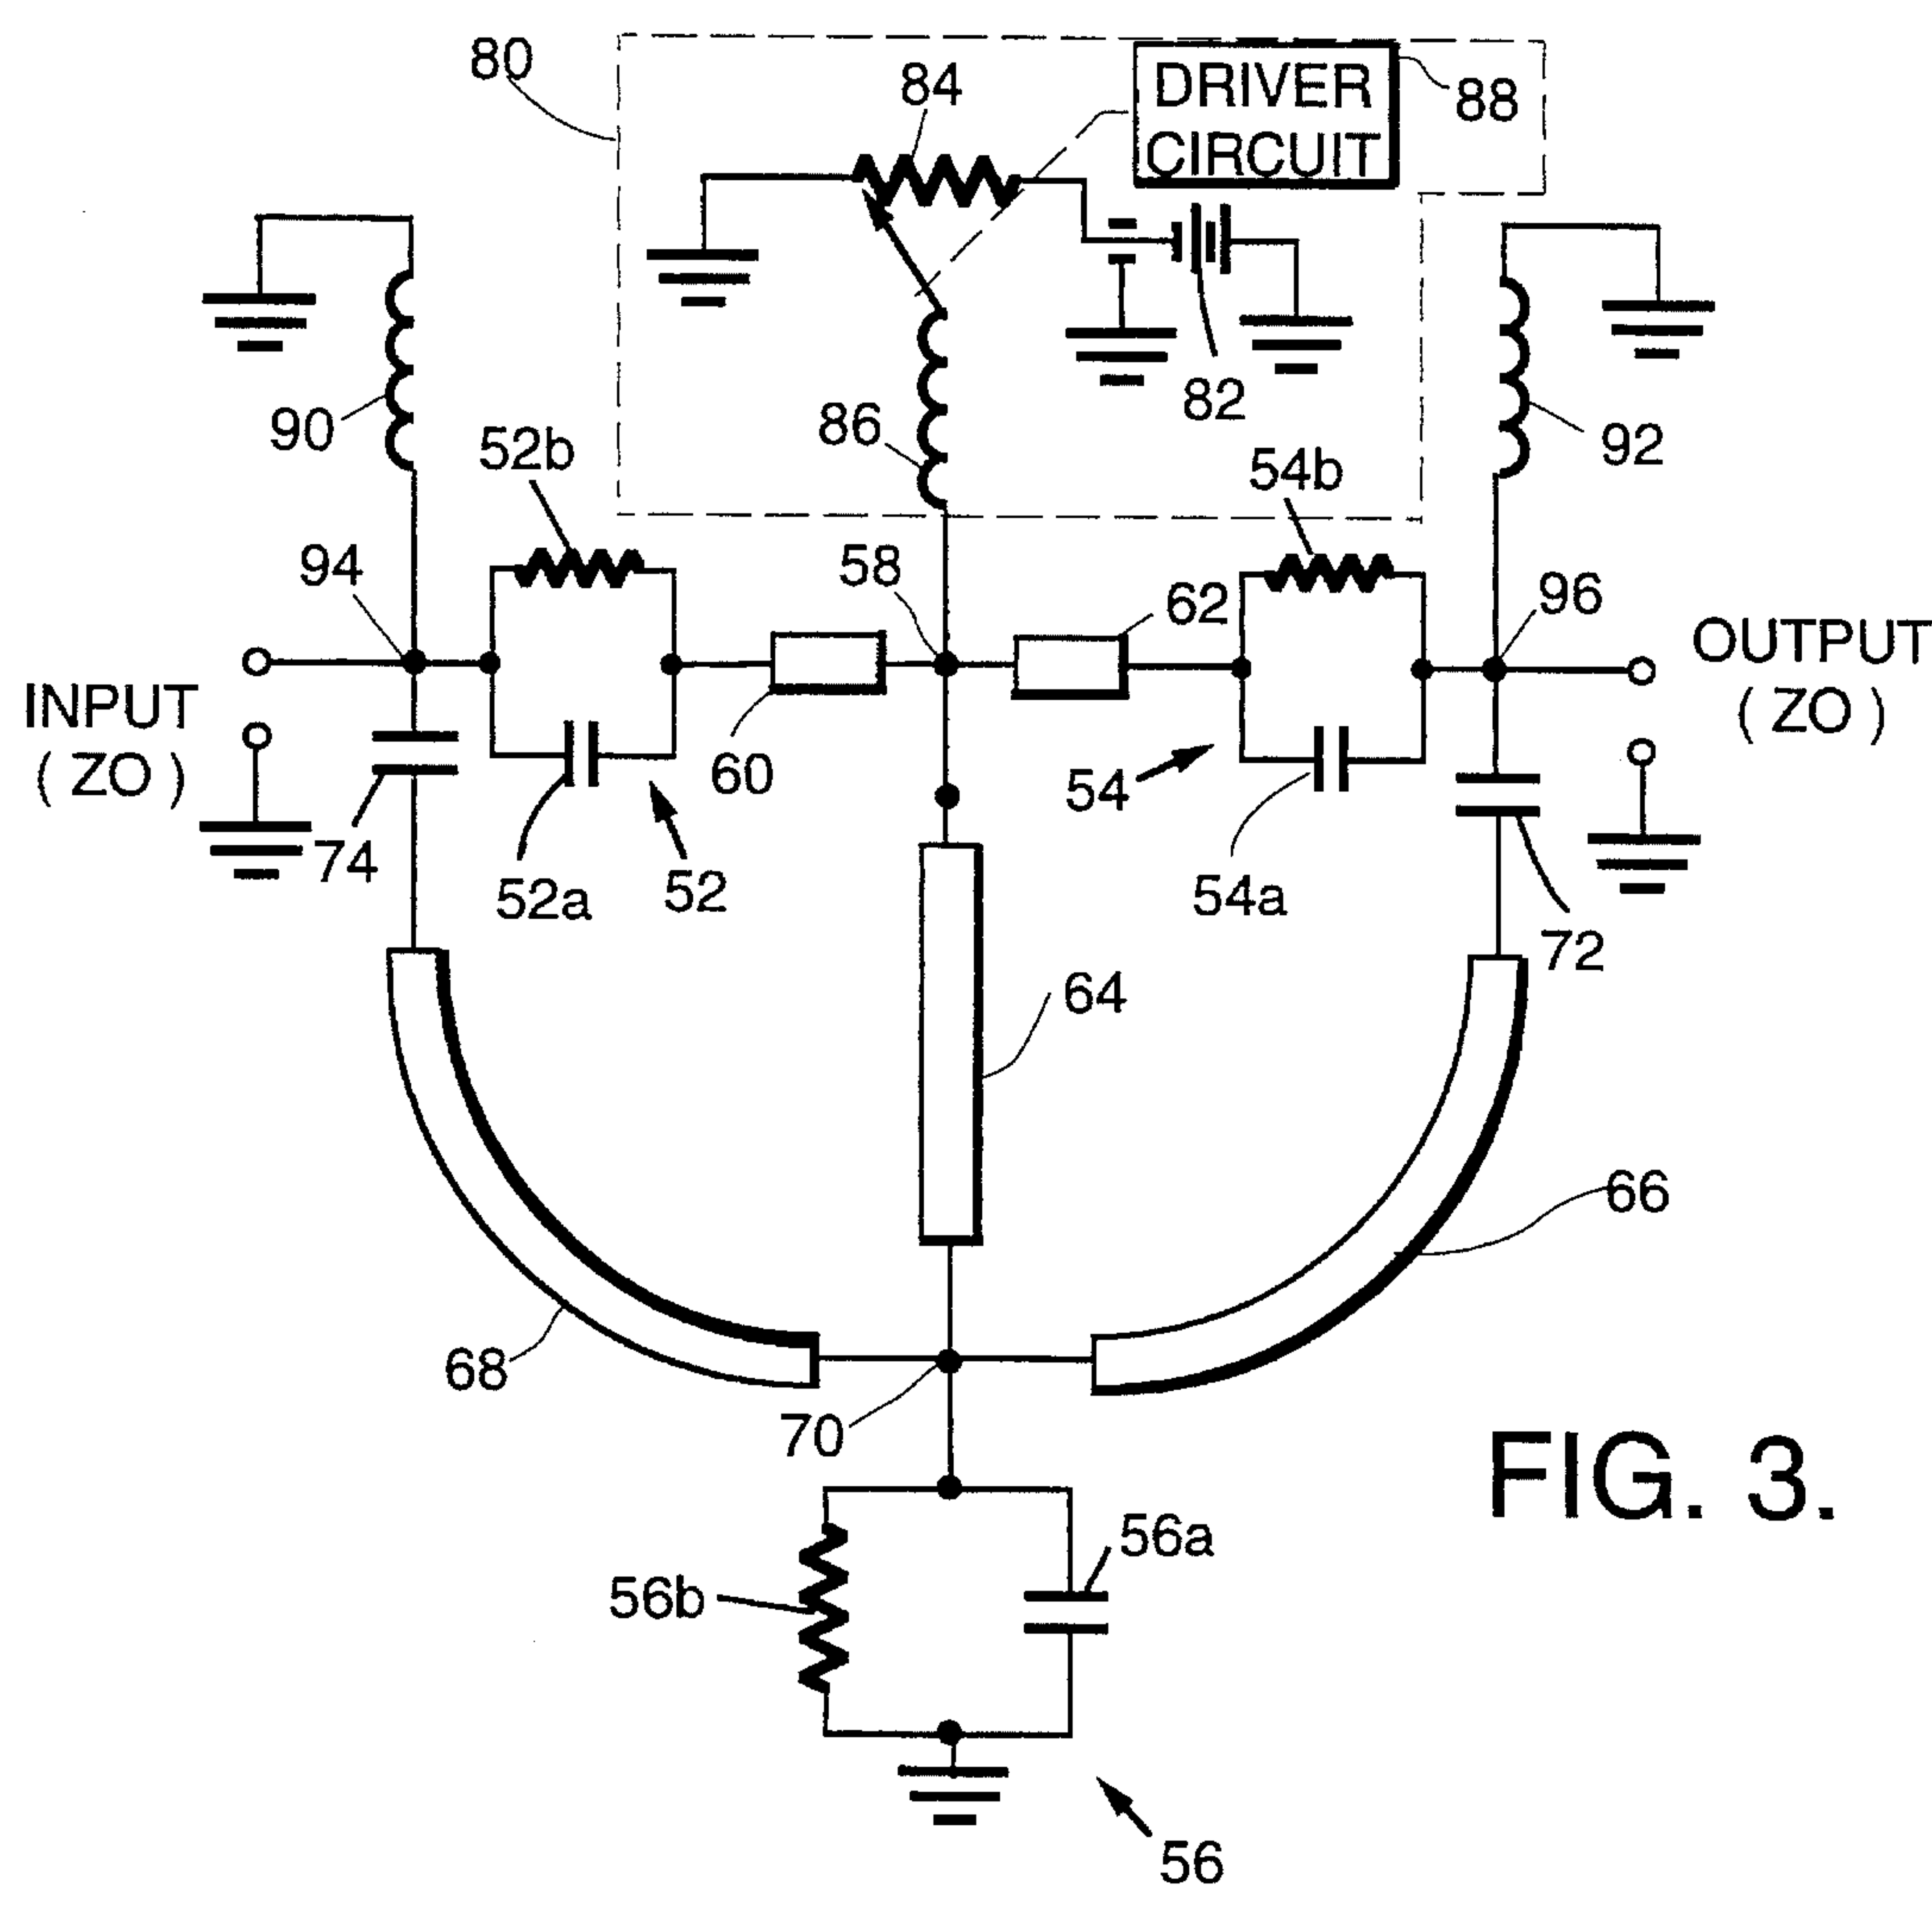 80
84
DRIVER
CIRCUIT
88
90
52b
86
82
54b
92
94
58
62
96
INPUT
( ZO )
OUTPUT
( ZO )
60
54
74
52a
52
54a
72
64
66
68
70
FIG. 3.
56b
56a
56